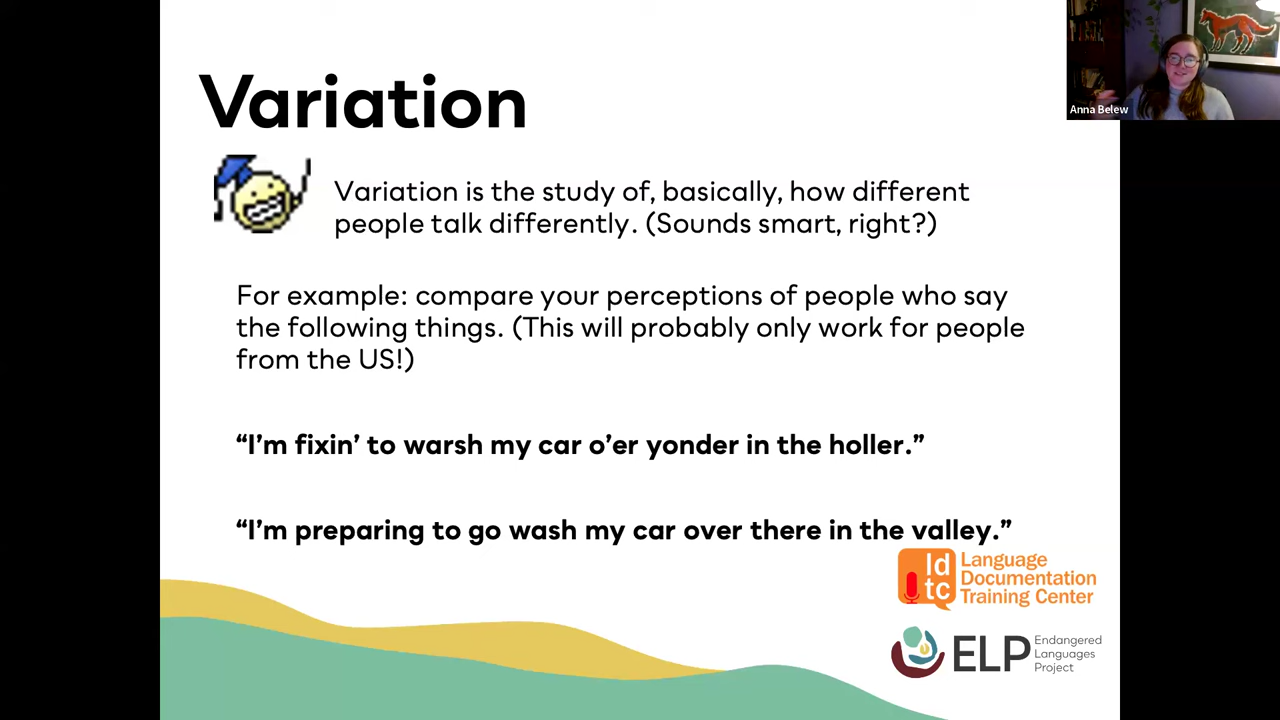 Variation
Anna Belew
Variation is the study of, basically, how different
people talk differently. (Sounds smart, right?)
For example: compare your perceptions of people who say
the following things. (This will probably only work for people
from the US!)
“I’m fixin’ to warsh my car o’er yonder in the holler.”
“I’m preparing to go wash my car over there in the valley.”
ld
tc
Language
Documentation
Training Center
ELP
Endangered
Languages
Project